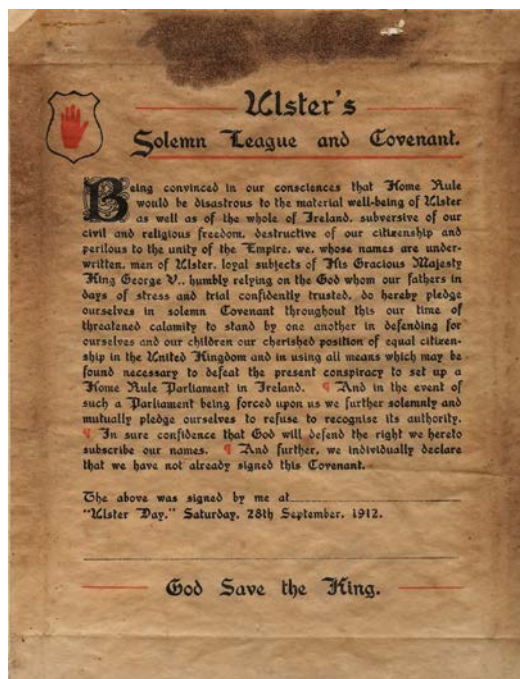 Ulster's
Solemn League and Covenant.
Being convinced in our consciences that Home Rule
would be disastrous to the material well-being of Ulster
as well as of the whole of Ireland, subversive of our
civil and religious freedom, destructive of our citizenship and
perilous to the unity of the Empire, we, whose names are under-
written, men of Ulster, loyal subjects of His Gracious Majesty
King George V., humbly relying on the God whom our fathers in
days of stress and trial confidently trusted, do hereby pledge
ourselves in solemn Covenant throughout this our time of
threatened calamity to stand by one another in defending for
ourselves and our children our cherished position of equal citizen-
ship in the United Kingdom and in using all means which may be
found necessary to defeat the present conspiracy to set up a
Home Rule Parliament in Ireland. ¶ And in the event of
such a Parliament being forced upon us we further solemnly and
mutually pledge ourselves to refuse to recognise its authority.
¶ In sure confidence that God will defend the right we hereto
subscribe our names. ¶ And further, we individually declare
that we have not already signed this Covenant.
The above was signed by me at
"Ulster Day," Saturday, 28th September, 1912.
God Save the King.